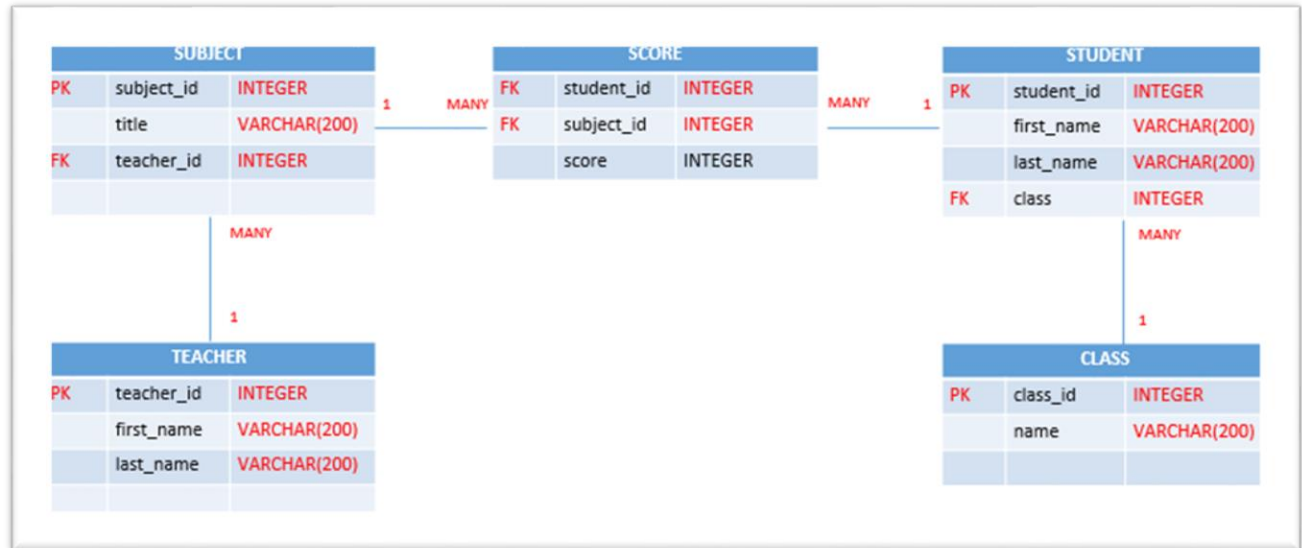 SUBJECT
PK subject_id INTEGER
title VARCHAR(200)
FK teacher_id INTEGER
1 MANY
SCORE
FK student_id INTEGER
FK subject_id INTEGER
score INTEGER
MANY 1
STUDENT
PK student_id INTEGER
first_name VARCHAR(200)
last_name VARCHAR(200)
FK class INTEGER
MANY
1
MANY
1
TEACHER
PK teacher_id INTEGER
first_name VARCHAR(200)
last_name VARCHAR(200)
CLASS
PK class_id INTEGER
name VARCHAR(200)